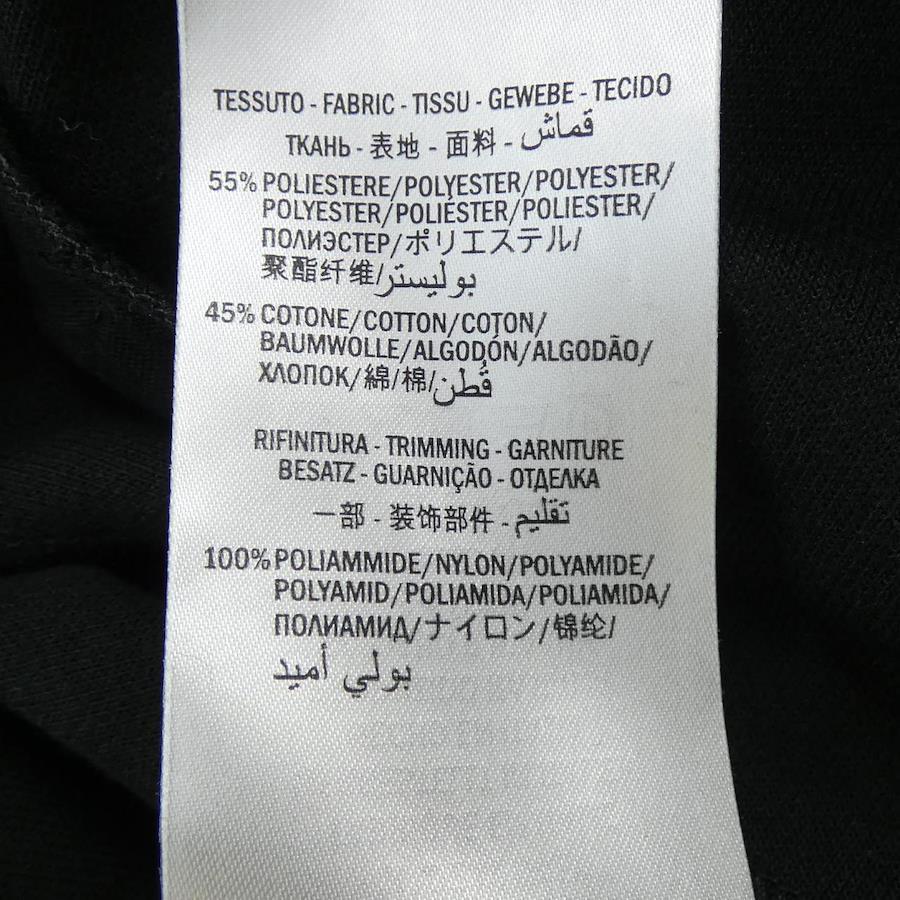 TESSUTO - FABRIC - TISSU - GEWEBE - TECIDO
ТКАНЬ - 表地 - 面料 - قماش
55% POLIESTERE/POLYESTER/POLYESTER/
POLYESTER/POLIÉSTER/POLIESTER/
ПОЛИЭСТЕР/ポリエステル/
聚酯纤维/بوليستر
45% COTONE/COTTON/COTON/
BAUMWOLLE/ALGODÓN/ALGODÃO/
ХЛОПОК/綿/棉/قُطن
RIFINITURA - TRIMMING - GARNITURE
BESATZ - GUARNIÇÃO - ОТДЕЛКА
一部 - 装饰部件 - تقليم
100% POLIAMMIDE/NYLON/POLYAMIDE/
POLYAMID/POLIAMIDA/POLIAMIDA/
ПОЛИАМИД/ナイロン/锦纶/
بولي أميد